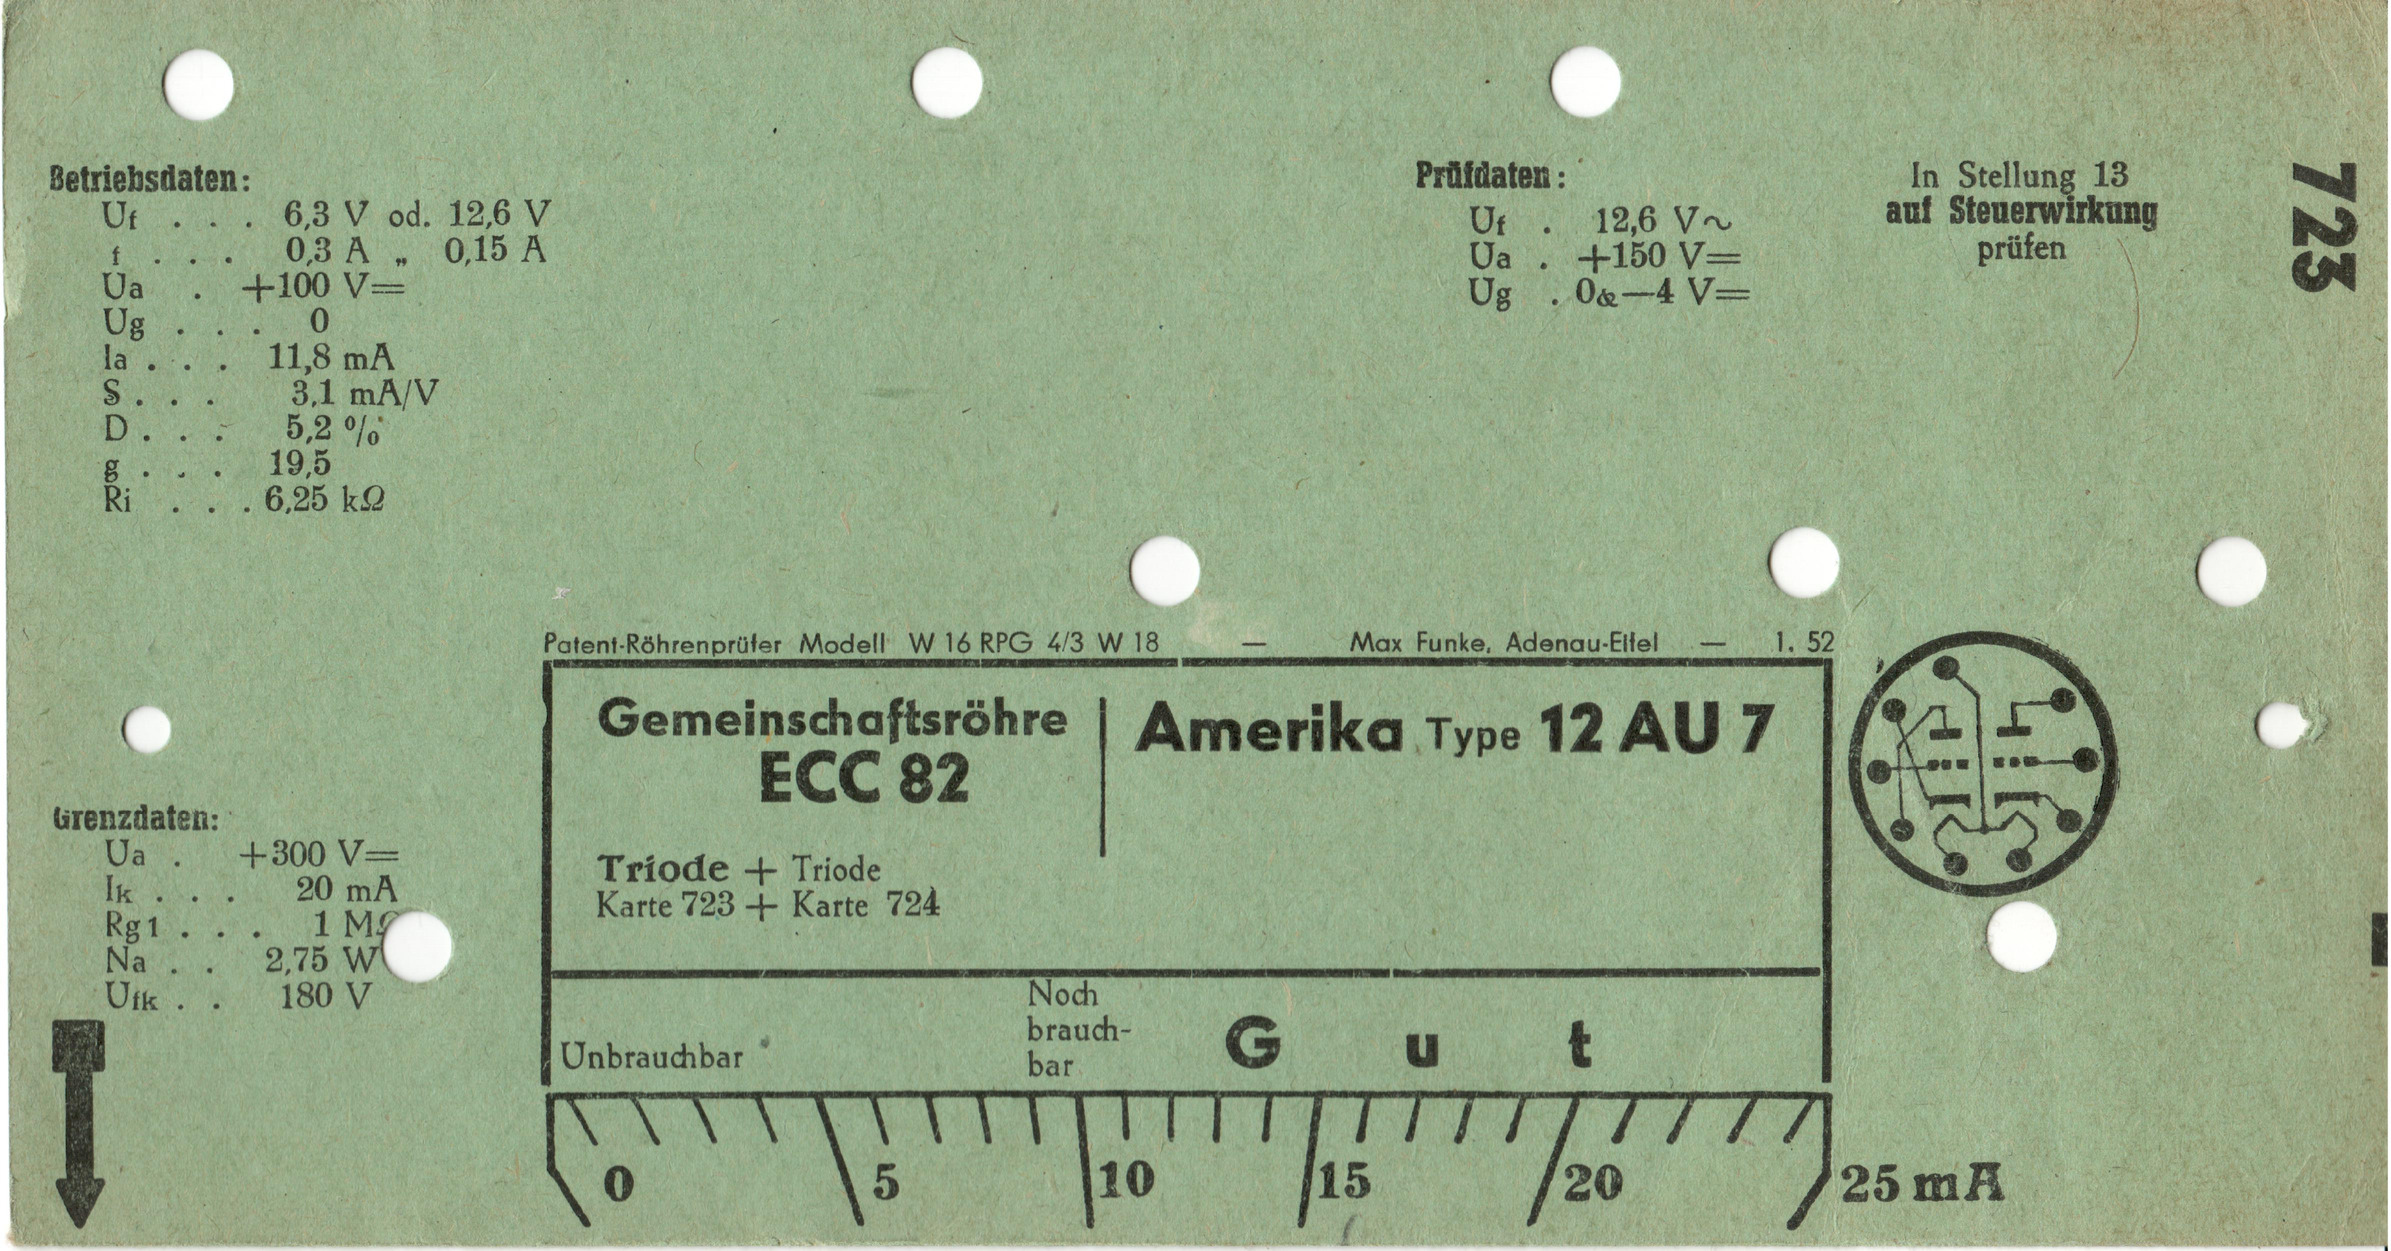 Betriebsdaten:
Uf . . . 6,3 V od. 12,6 V
f . . . 0,3 A „ 0,15 A
Ua . +100 V=
Ug . . . 0
Ia . . . 11,8 mA
S . . . 3,1 mA/V
D . . . 5,2 %
g . . . 19,5
Ri . . . 6,25 kΩ
Prüfdaten:
Uf . 12,6 V~
Ua . +150 V=
Ug . 0&—4 V=
In Stellung 13
auf Steuerwirkung
prüfen
723
Patent-Röhrenprüfer Modell W 16 RPG 4/3 W 18 — Max Funke, Adenau-Eifel — 1. 52
Gemeinschaftsröhre
ECC 82
Amerika Type 12 AU 7
Triode + Triode
Karte 723 + Karte 724
Grenzdaten:
Ua . +300 V=
Ik . . . 20 mA
Rg1 . . . 1 MΩ
Na . . 2,75 W
Ufk . . 180 V
Unbrauchbar
Noch
brauch-
bar
Gut
0 5 10 15 20 25 mA